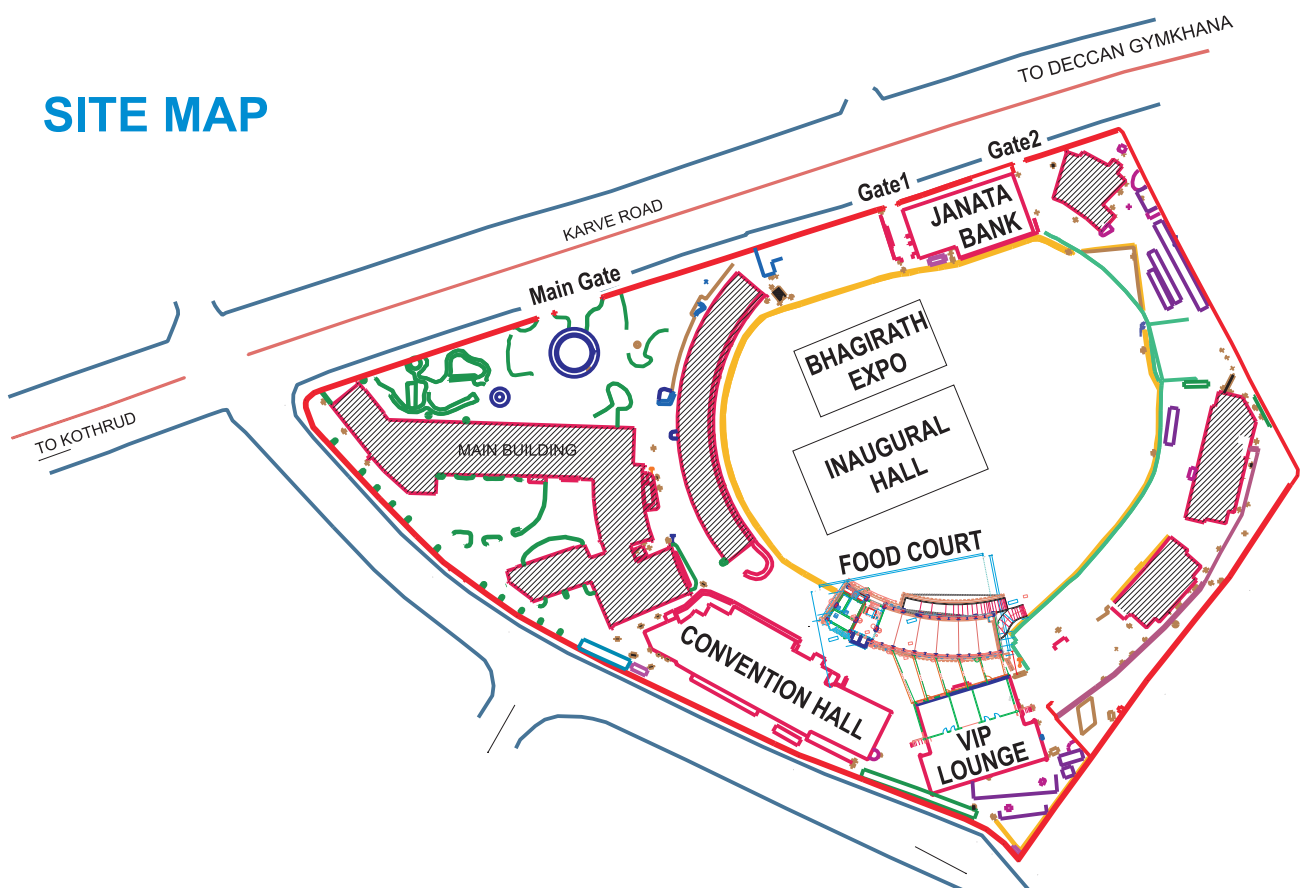 SITE MAP
TO DECCAN GYMKHANA
Gate2
Gate1
JANATA
BANK
KARVE ROAD
Main Gate
BHAGIRATH
EXPO
TO KOTHRUD
MAIN BUILDING
INAUGURAL
HALL
FOOD COURT
CONVENTION HALL
VIP
LOUNGE